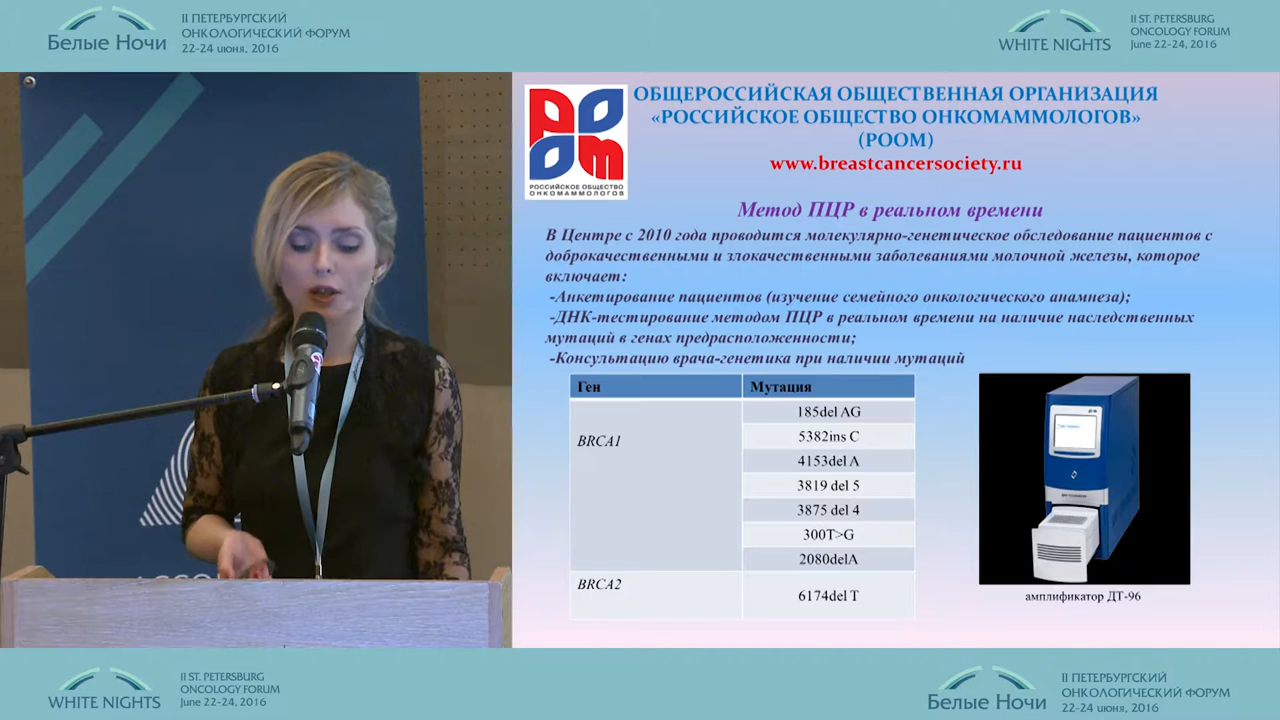 II ПЕТЕРБУРГСКИЙ
ОНКОЛОГИЧЕСКИЙ ФОРУМ
Белые Ночи
22-24 июня, 2016
II ST. PETERSBURG
ONCOLOGY FORUM
WHITE NIGHTS
June 22-24, 2016
ОБЩЕРОССИЙСКАЯ ОБЩЕСТВЕННАЯ ОРГАНИЗАЦИЯ
«РОССИЙСКОЕ ОБЩЕСТВО ОНКОМАММОЛОГОВ»
(РООМ)
www.breastcancersociety.ru
РООм
РОССИЙСКОЕ ОБЩЕСТВО
ОНКОМАММОЛОГОВ
Метод ПЦР в реальном времени
В Центре с 2010 года проводится молекулярно-генетическое обследование пациентов с
доброкачественными и злокачественными заболеваниями молочной железы, которое
включает:
-Анкетирование пациентов (изучение семейного онкологического анамнеза);
-ДНК-тестирование методом ПЦР в реальном времени на наличие наследственных
мутаций в генах предрасположенности;
-Консультацию врача-генетика при наличии мутаций
Ген Мутация
BRCA1
185del AG
5382ins C
4153del A
3819 del 5
3875 del 4
300T>G
2080delA
BRCA2
6174del T
амплификатор ДТ-96
II ST. PETERSBURG
ONCOLOGY FORUM
WHITE NIGHTS
June 22-24, 2016
II ПЕТЕРБУРГСКИЙ
ОНКОЛОГИЧЕСКИЙ ФОРУМ
Белые Ночи
22-24 июня, 2016